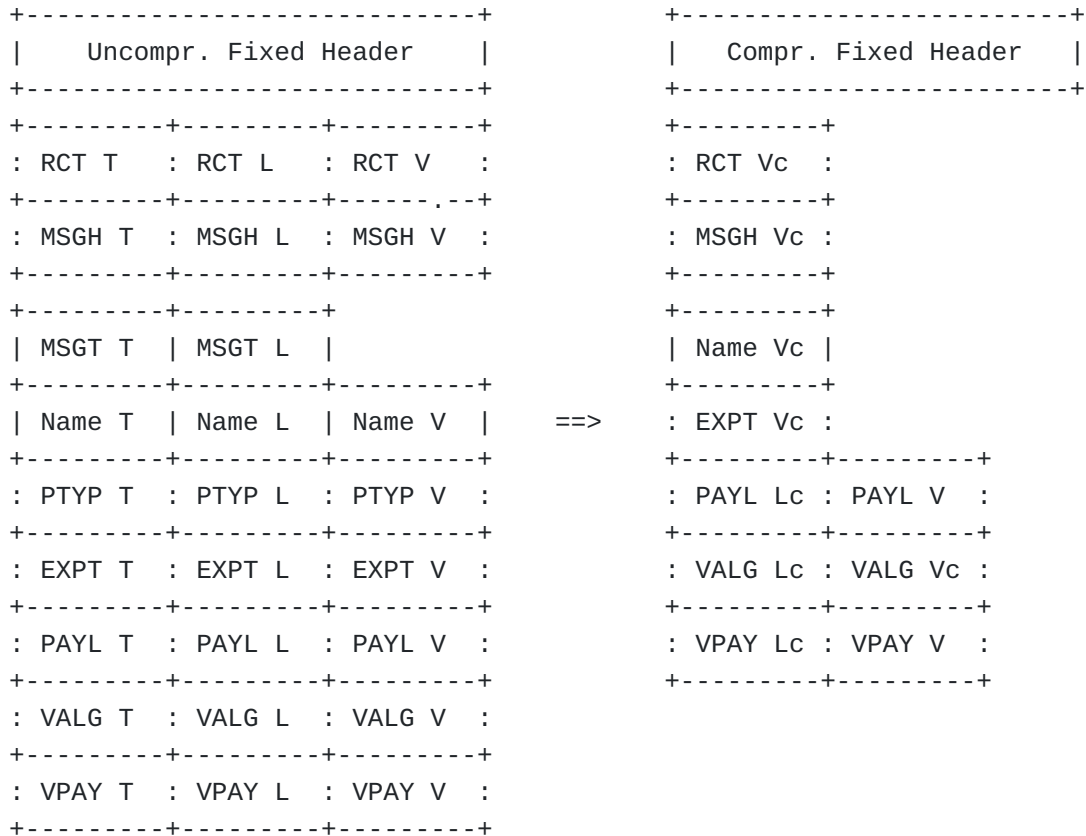 +-----------------------------+            +-------------------------+
|    Uncompr. Fixed Header    |            |   Compr. Fixed Header   |
+-----------------------------+            +-------------------------+
+---------+---------+---------+            +---------+
: RCT T   : RCT L   : RCT V   :            : RCT Vc  :
+---------+---------+------.--+            +---------+
: MSGH T  : MSGH L  : MSGH V  :            : MSGH Vc :
+---------+---------+---------+            +---------+
+---------+---------+                      +---------+
| MSGT T  | MSGT L  |                      | Name Vc |
+---------+---------+---------+            +---------+
| Name T  | Name L  | Name V  |    ==>     : EXPT Vc :
+---------+---------+---------+            +---------+---------+
: PTYP T  : PTYP L  : PTYP V  :            : PAYL Lc : PAYL V  :
+---------+---------+---------+            +---------+---------+
: EXPT T  : EXPT L  : EXPT V  :            : VALG Lc : VALG Vc :
+---------+---------+---------+            +---------+---------+
: PAYL T  : PAYL L  : PAYL V  :            : VPAY Lc : VPAY V  :
+---------+---------+---------+            +---------+---------+
: VALG T  : VALG L  : VALG V  :
+---------+---------+---------+
: VPAY T  : VPAY L  : VPAY V  :
+---------+---------+---------+